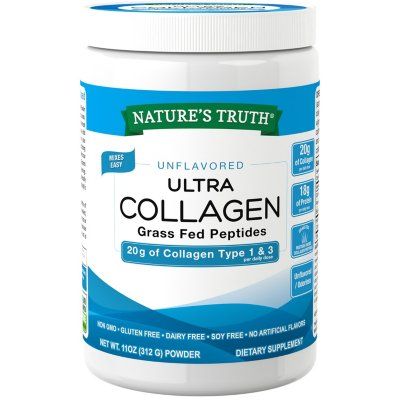 NATURE'S TRUTH®
MIXES
EASY
UNFLAVORED
ULTRA
COLLAGEN
Grass Fed Peptides
20g of Collagen Type 1 & 3
per daily dose
20g
of Collagen
18g
of Protein
Unflavored /
Odorless
NON GMO • GLUTEN FREE • DAIRY FREE • SOY FREE • NO ARTIFICIAL FLAVORS
NET WT. 11OZ (312 G) POWDER
DIETARY SUPPLEMENT